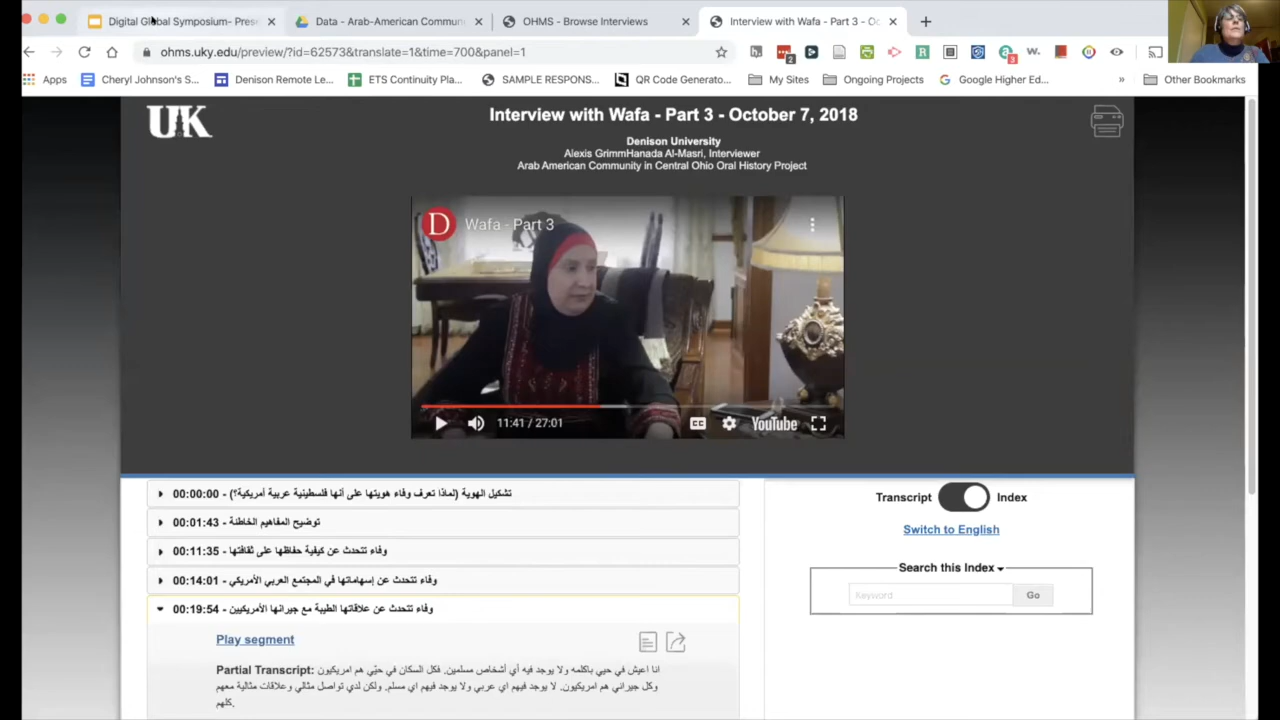 Digital Global Symposium- Pres
Data - Arab-American Commun
OHMS - Browse Interviews
Interview with Wafa - Part 3 - Oc
ohms.uky.edu/preview/?id=62573&translate=1&time=700&panel=1
Apps
Cheryl Johnson's S...
Denison Remote Le...
ETS Continuity Pla...
SAMPLE RESPONS...
QR Code Generato...
My Sites
Ongoing Projects
Google Higher Ed...
»
Other Bookmarks
UK
Interview with Wafa - Part 3 - October 7, 2018
Denison University
Alexis GrimmHanada Al-Masri, Interviewer
Arab American Community in Central Ohio Oral History Project
D Wafa - Part 3
11:41 / 27:01
CC
YouTube
00:00:00 - تشكيل الهوية (لماذا تعرف وفاء هويتها على أنها فلسطينية عربية أمريكية؟)
00:01:43 - توضيح المفاهيم الخاطئة
00:11:35 - وفاء تتحدث عن كيفية حفاظها على ثقافتها
00:14:01 - وفاء تتحدث عن إسهاماتها في المجتمع العربي الأمريكي
00:19:54 - وفاء تتحدث عن علاقاتها الطيبة مع جيرانها الأمريكيين
Play segment
Partial Transcript: انا اعيش في حيي باكلمه ولا يوجد فيه أي أشخاص مسلمين. فكل السكان في حيّي هم امريكيون
وكل جيراني هم امريكيون. لا يوجد فيهم اي عربي ولا يوجد فيهم اي مسلم. ولكن لدي تواصل مثالي وعلاقات مثالية معهم
كلهم.
Transcript
Index
Switch to English
Search this Index
Keyword
Go